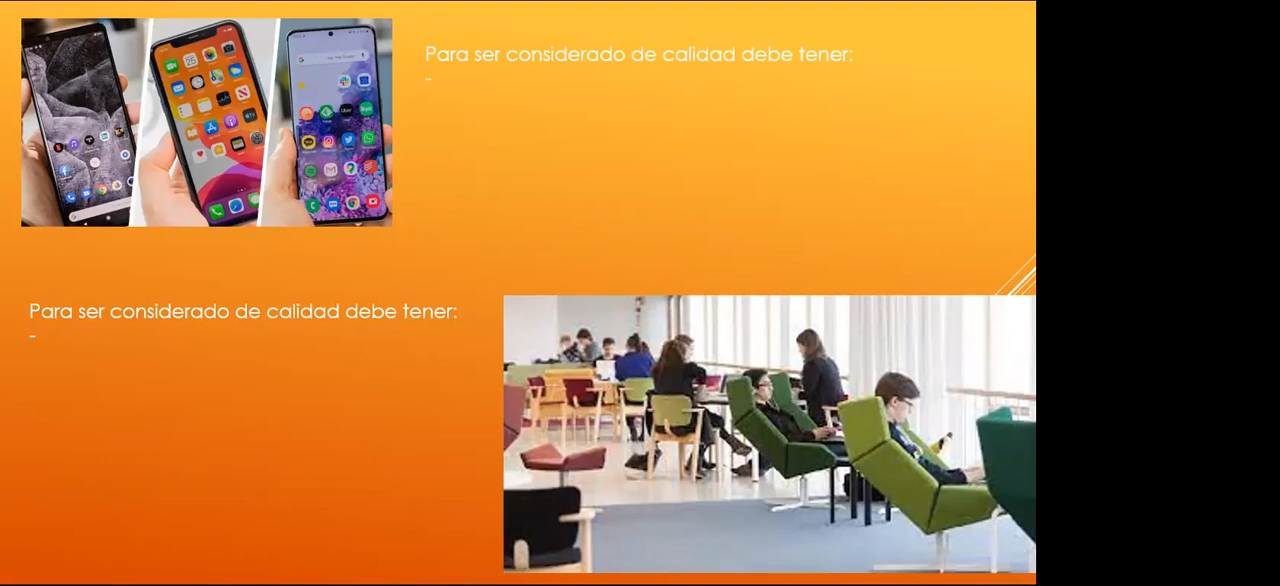 Para ser considerado de calidad debe tener:
-
Para ser considerado de calidad debe tener:
-